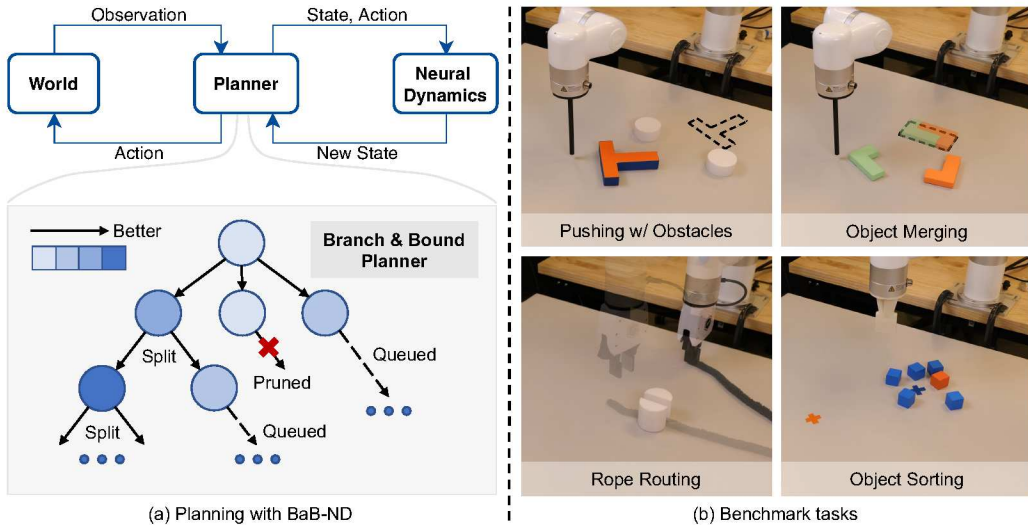 Observation
State, Action
World
Planner
Neural
Dynamics
Action
New State
Better
Branch & Bound
Planner
Split
Pruned
Queued
Split
Queued
(a) Planning with BaB-ND
Pushing w/ Obstacles
Object Merging
Rope Routing
Object Sorting
(b) Benchmark tasks